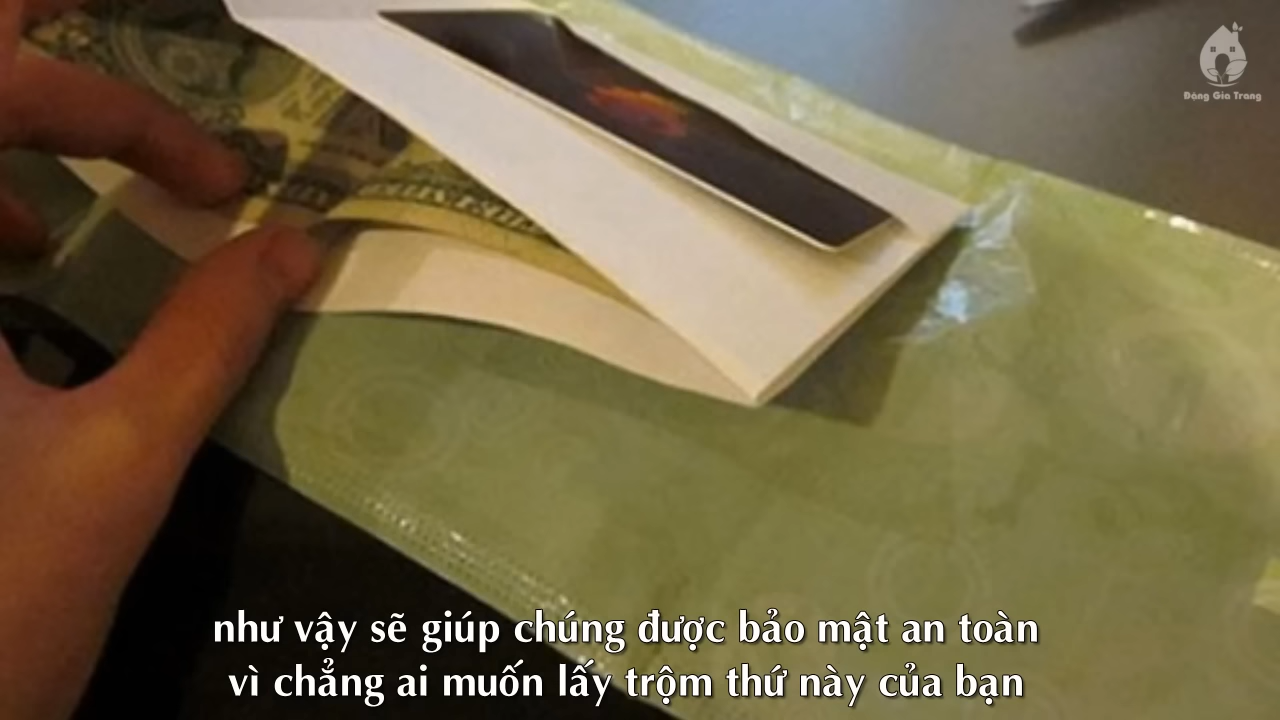 Đặng Gia Trang
như vậy sẽ giúp chúng được bảo mật an toàn
vì chẳng ai muốn lấy trộm thứ này của bạn